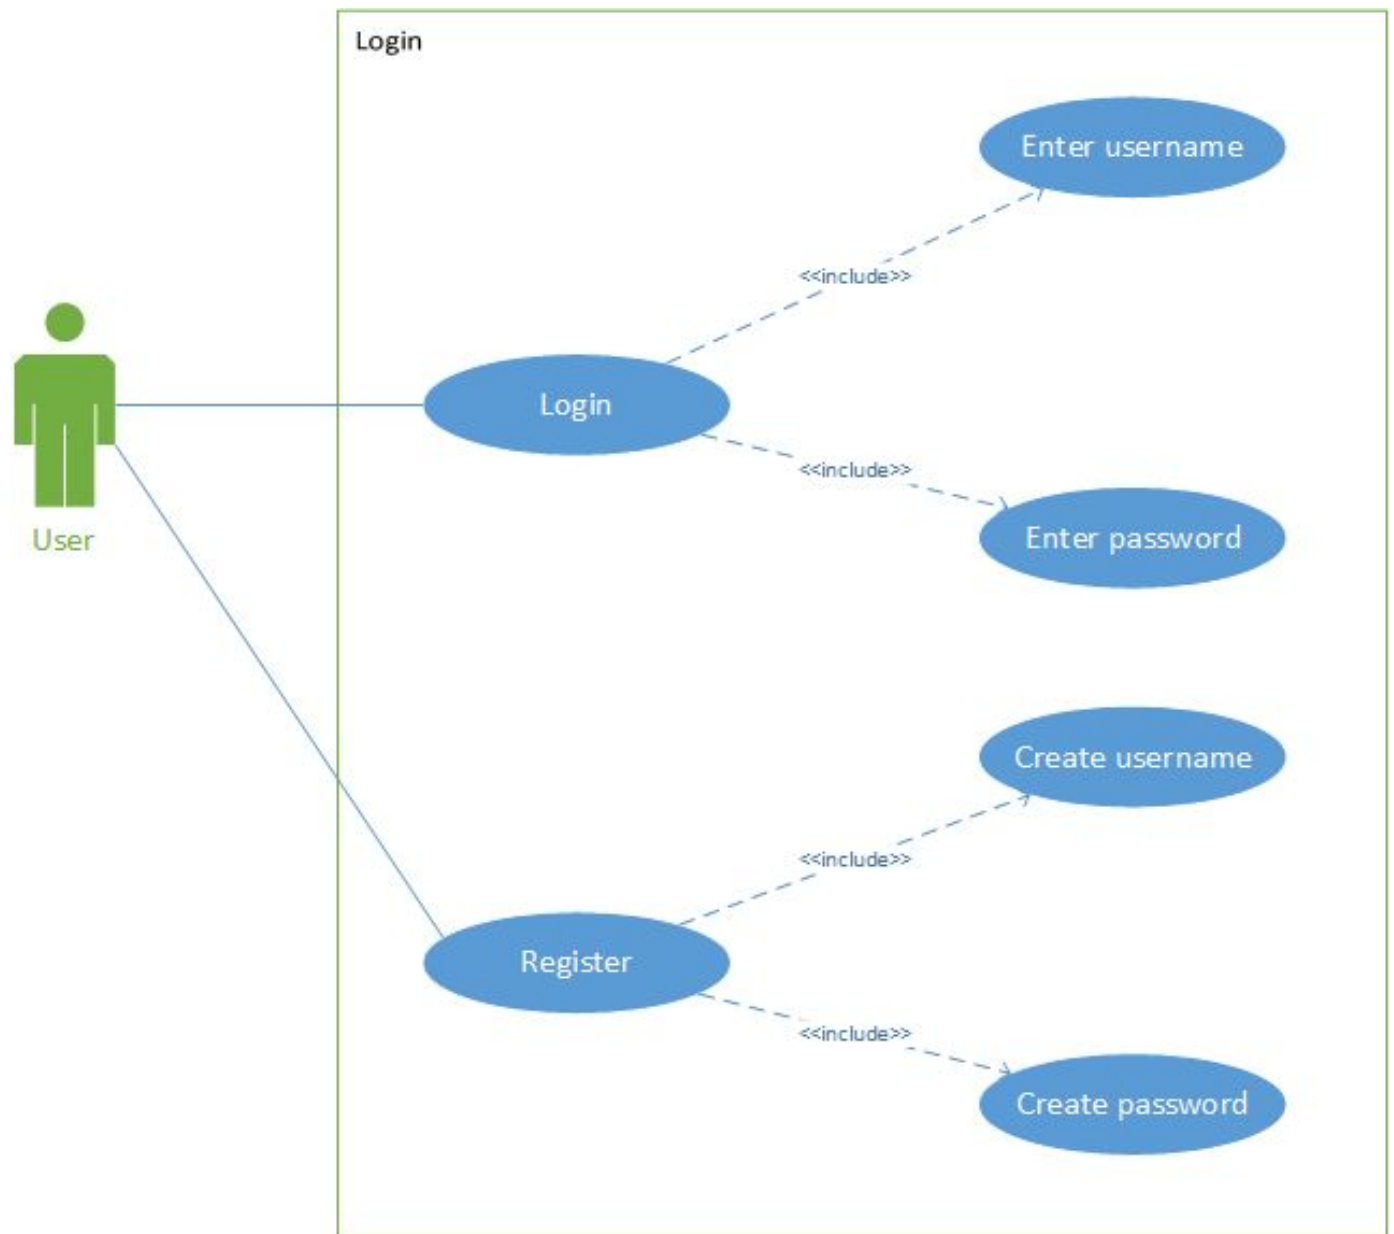 Login
Enter username
<<include>>
Login
<<include>>
Enter password
User
Create username
<<include>>
Register
<<include>>
Create password